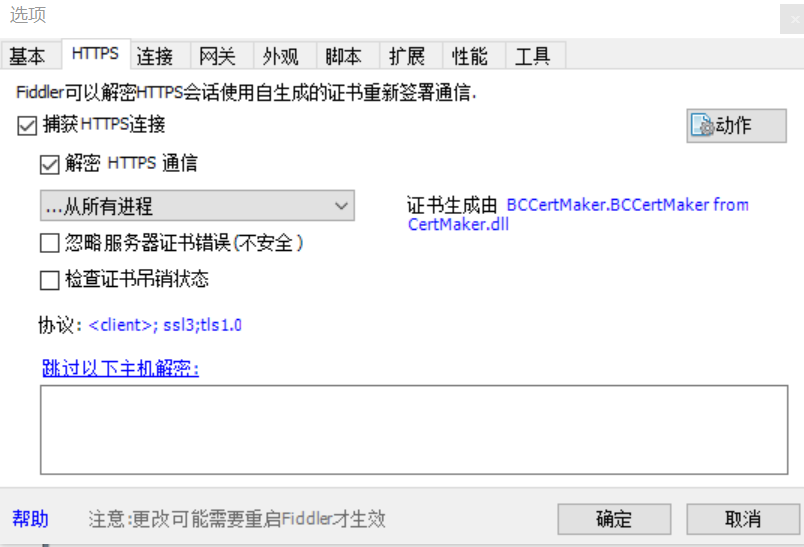 选项
基本 HTTPS 连接 网关 外观 脚本 扩展 性能 工具
Fiddler可以解密HTTPS会话使用自生成的证书重新签署通信.
捕获HTTPS连接
动作
解密 HTTPS 通信
...从所有进程
证书生成由 BCCertMaker.BCCertMaker from
CertMaker.dll
忽略服务器证书错误(不安全)
检查证书吊销状态
协议: <client>; ssl3;tls1.0
跳过以下主机解密:
帮助 注意:更改可能需要重启Fiddler才生效 确定 取消